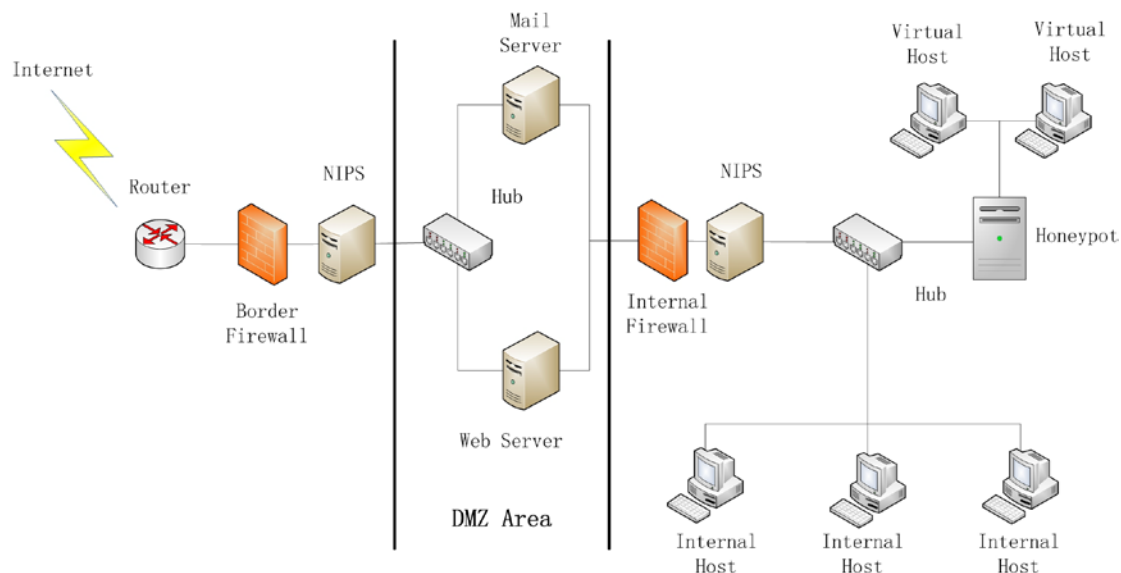 Internet
Router
Border
Firewall
NIPS
Mail
Server
Hub
Web Server
DMZ Area
Internal
Firewall
NIPS
Hub
Virtual
Host
Virtual
Host
Honeypot
Internal
Host
Internal
Host
Internal
Host